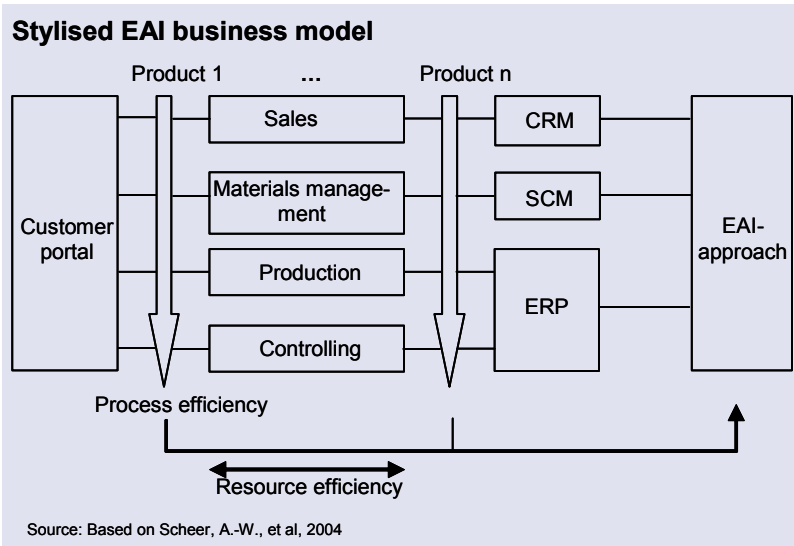 Stylised EAI business model
Product 1
...
Product n
Sales
CRM
Materials manage-
ment
SCM
Customer
portal
EAI-
approach
Production
ERP
Controlling
Process efficiency
Resource efficiency
Source: Based on Scheer, A.-W., et al, 2004